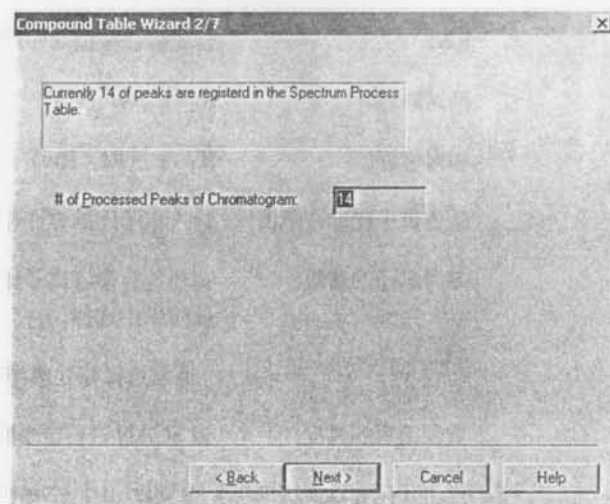 Compound Table Wizard 2/7
Currently 14 of peaks are registerd in the Spectrum Process
Table.
# of Processed Peaks of Chromatogram:
14
< Back
Next >
Cancel
Help